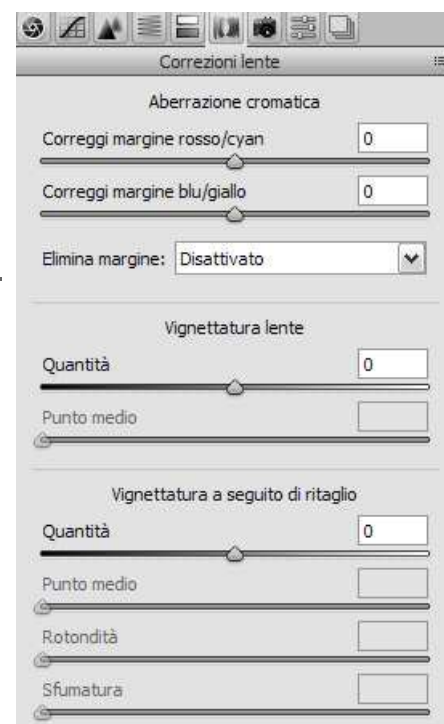 Correzioni lente
Aberrazione cromatica
Correggi margine rosso/cyan 0
Correggi margine blu/giallo 0
Elimina margine: Disattivato
Vignettatura lente
Quantità 0
Punto medio
Vignettatura a seguito di ritaglio
Quantità 0
Punto medio
Rotondità
Sfumatura